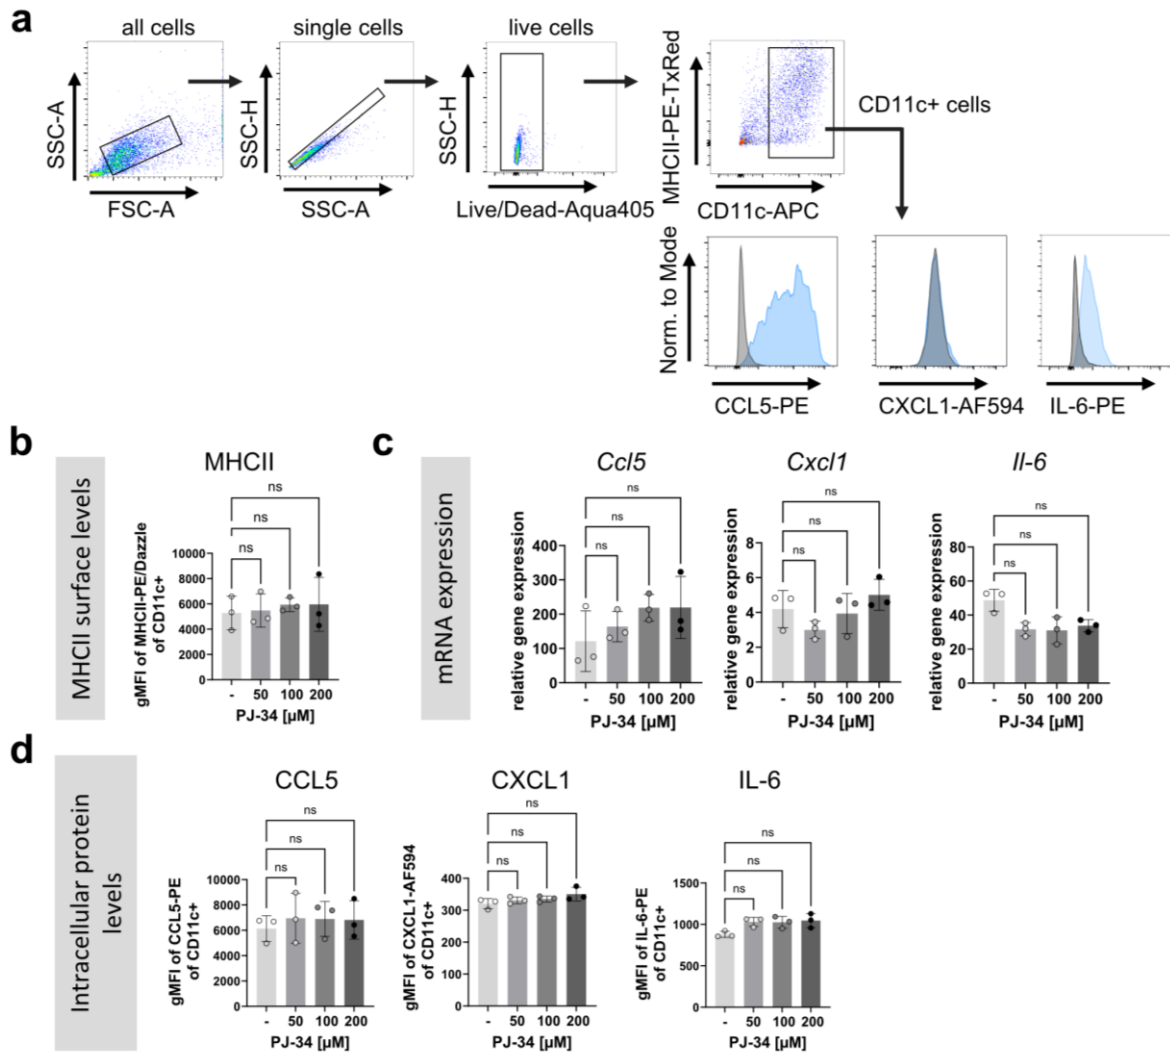 a
all cells
single cells
live cells
SSC-A
FSC-A
SSC-H
SSC-A
SSC-H
Live/Dead-Aqua405
MHCII-PE-TxRed
CD11c-APC
CD11c+ cells
Norm. to Mode
CCL5-PE
CXCL1-AF594
IL-6-PE
b
MHCII surface levels
MHCII
ns
ns
ns
gMFI of MHCII-PE/Dazzle
of CD11c+
10000
8000
6000
4000
2000
0
- 50 100 200
PJ-34 [µM]
c
mRNA expression
Ccl5
ns
ns
ns
relative gene expression
400
300
200
100
0
- 50 100 200
PJ-34 [µM]
Cxcl1
ns
ns
ns
relative gene expression
8
6
4
2
0
- 50 100 200
PJ-34 [µM]
Il-6
ns
ns
ns
relative gene expression
80
60
40
20
0
- 50 100 200
PJ-34 [µM]
d
Intracellular protein
levels
CCL5
ns
ns
ns
gMFI of CCL5-PE
of CD11c+
10000
8000
6000
4000
2000
0
- 50 100 200
PJ-34 [µM]
CXCL1
ns
ns
ns
gMFI of CXCL1-AF594
of CD11c+
400
300
200
100
0
- 50 100 200
PJ-34 [µM]
IL-6
ns
ns
ns
gMFI of IL-6-PE
of CD11c+
1500
1000
500
0
- 50 100 200
PJ-34 [µM]